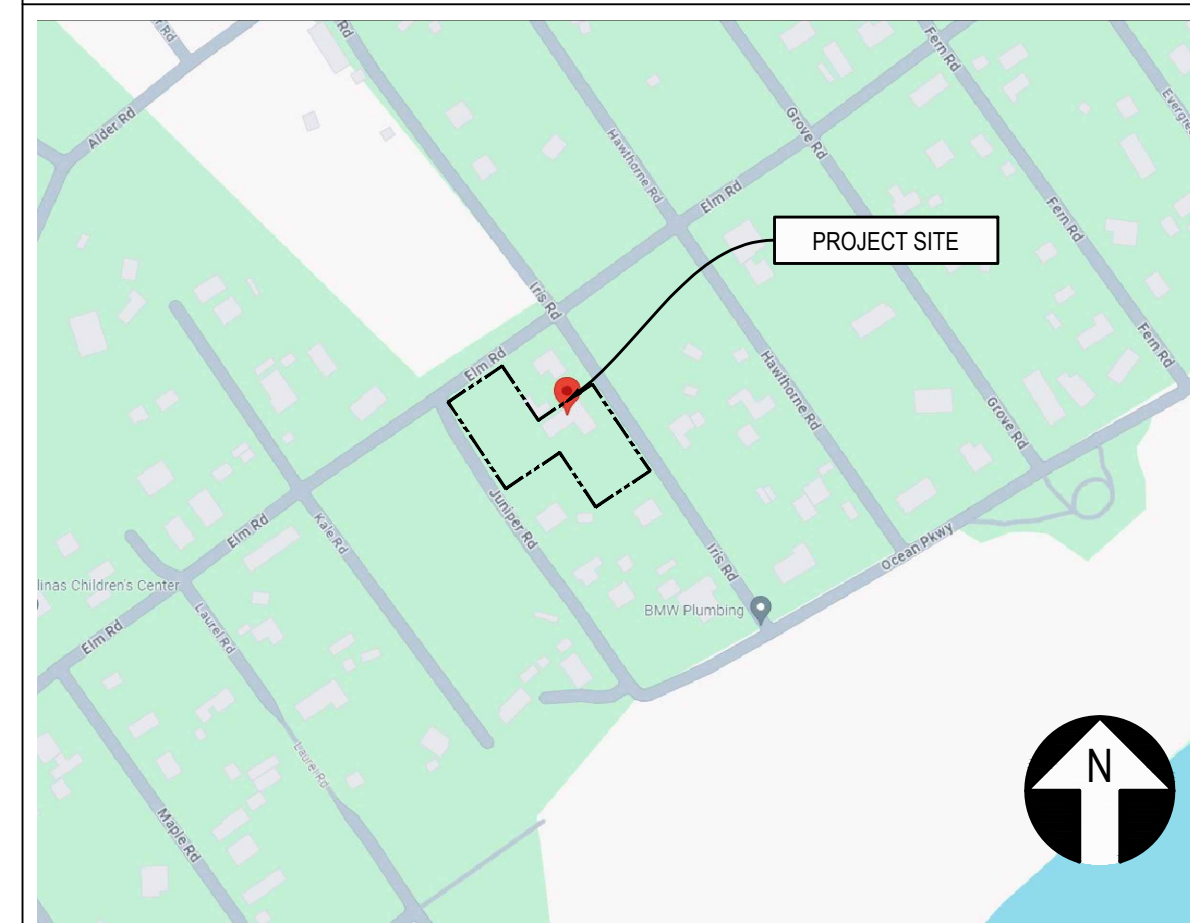 Rd
Rd
Fern Rd
Alder Rd
Evergre
Grove Rd
Hawthorne Rd
Elm Rd
Fern Rd
PROJECT SITE
Iris Rd
Elm Rd
Fern Rd
Hawthorne Rd
Grove Rd
Juniper Rd
Elm Rd
Kale Rd
Iris Rd
Ocean Pkwy
linas Children's Center
BMW Plumbing
Elm Rd
Laurel Rd
Laurel Rd
Maple Rd
N